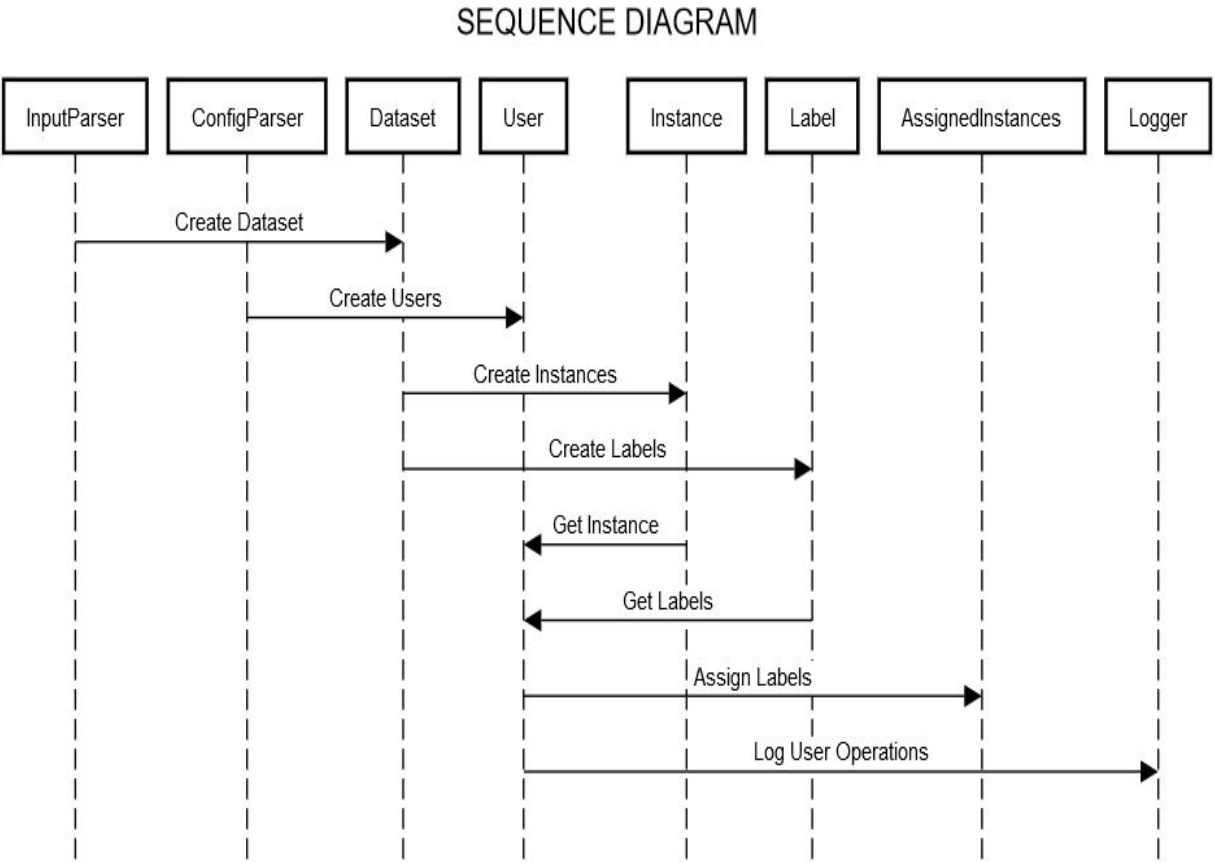 SEQUENCE DIAGRAM
InputParser ConfigParser Dataset User Instance Label AssignedInstances Logger
Create Dataset
Create Users
Create Instances
Create Labels
Get Instance
Get Labels
Assign Labels
Log User Operations